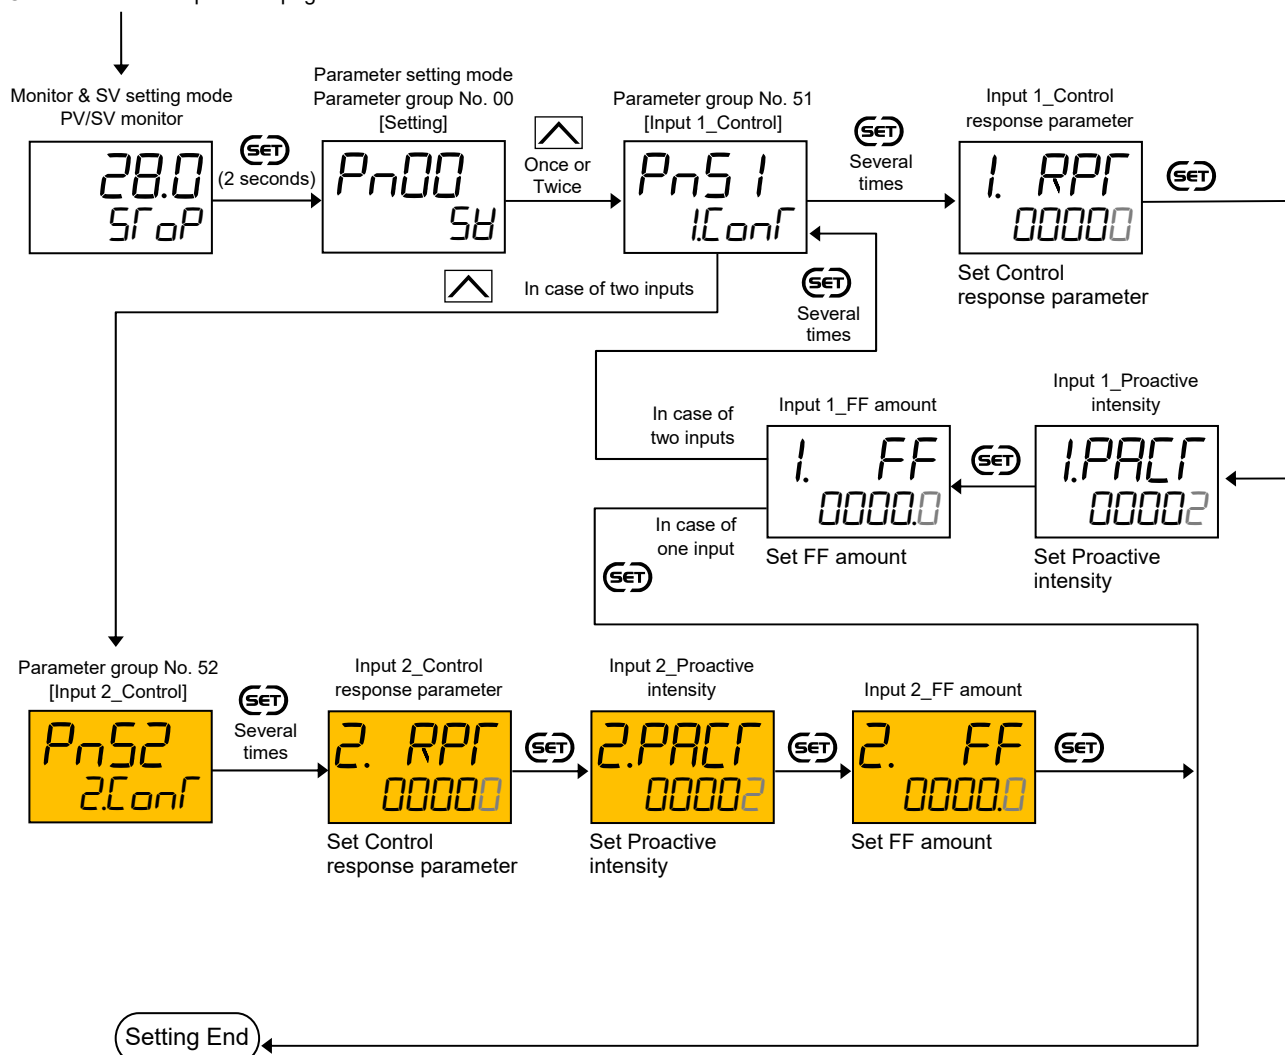 Monitor & SV setting mode
PV/SV monitor
28.0
SToP
SET
(2 seconds)
Parameter setting mode
Parameter group No. 00
[Setting]
Pn00
Once or
Twice
Parameter group No. 51
[Input 1_Control]
Pn51
1.ConT
SET
Several
times
Input 1_Control
response parameter
1. RPT
00000
Set Control
response parameter
SET
In case of two inputs
SET
Several
times
Input 1_Proactive
intensity
1.PACT
00002
Set Proactive
intensity
SET
Input 1_FF amount
1. FF
0000.0
Set FF amount
In case of
two inputs
In case of
one input
SET
Parameter group No. 52
[Input 2_Control]
Pn52
2.ConT
SET
Several
times
Input 2_Control
response parameter
2. RPT
00000
Set Control
response parameter
SET
Input 2_Proactive
intensity
2.PACT
00002
Set Proactive
intensity
SET
Input 2_FF amount
2. FF
0000.0
Set FF amount
SET
Setting End